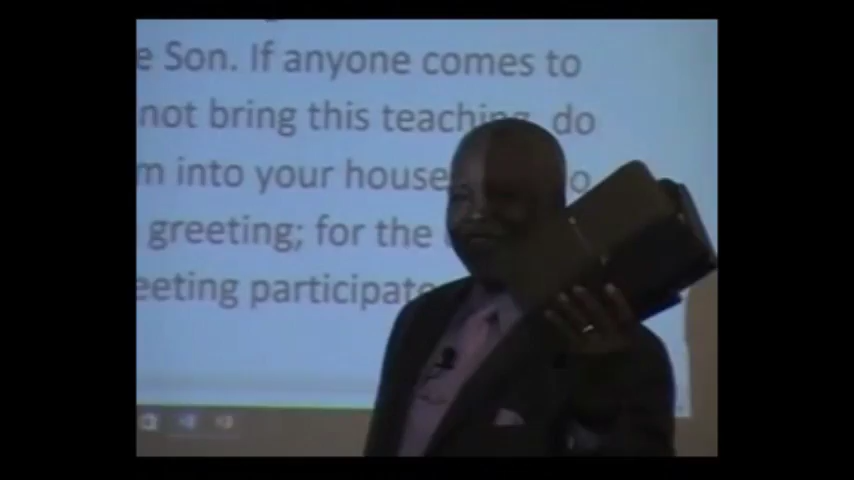 e Son. If anyone comes to
not bring this teaching, do
m into your house o
greeting; for the
eeting participate